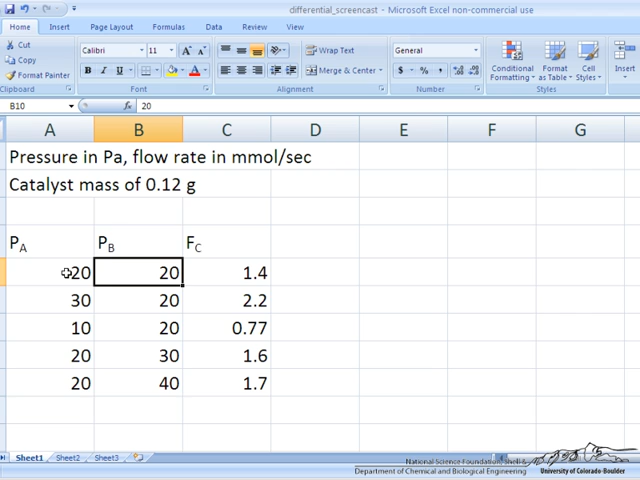 differential_screencast - Microsoft Excel non-commercial use
Home Insert Page Layout Formulas Data Review View
Cut
Copy
Format Painter
Clipboard
Calibri 11
B I U
Font
Wrap Text
Merge & Center
Alignment
General
$ % ,
Number
Conditional Formatting
Format as Table
Cell Styles
Styles
Insert
B10 fx 20
A B C D E F G
Pressure in Pa, flow rate in mmol/sec
Catalyst mass of 0.12 g
PA PB FC
20 20 1.4
30 20 2.2
10 20 0.77
20 30 1.6
20 40 1.7
Sheet1 Sheet2 Sheet3
National Science Foundation, Shell &
Department of Chemical and Biological Engineering
University of Colorado-Boulder